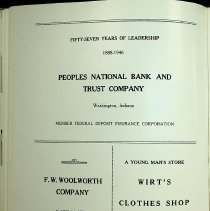 FIFTY-SEVEN YEARS OF LEADERSHIP
1888-1946
PEOPLES NATIONAL BANK AND
TRUST COMPANY
Washington, Indiana
MEMBER FEDERAL DEPOSIT INSURANCE CORPORATION
F. W. WOOLWORTH
COMPANY
A YOUNG MAN'S STORE
WIRT'S
CLOTHES SHOP